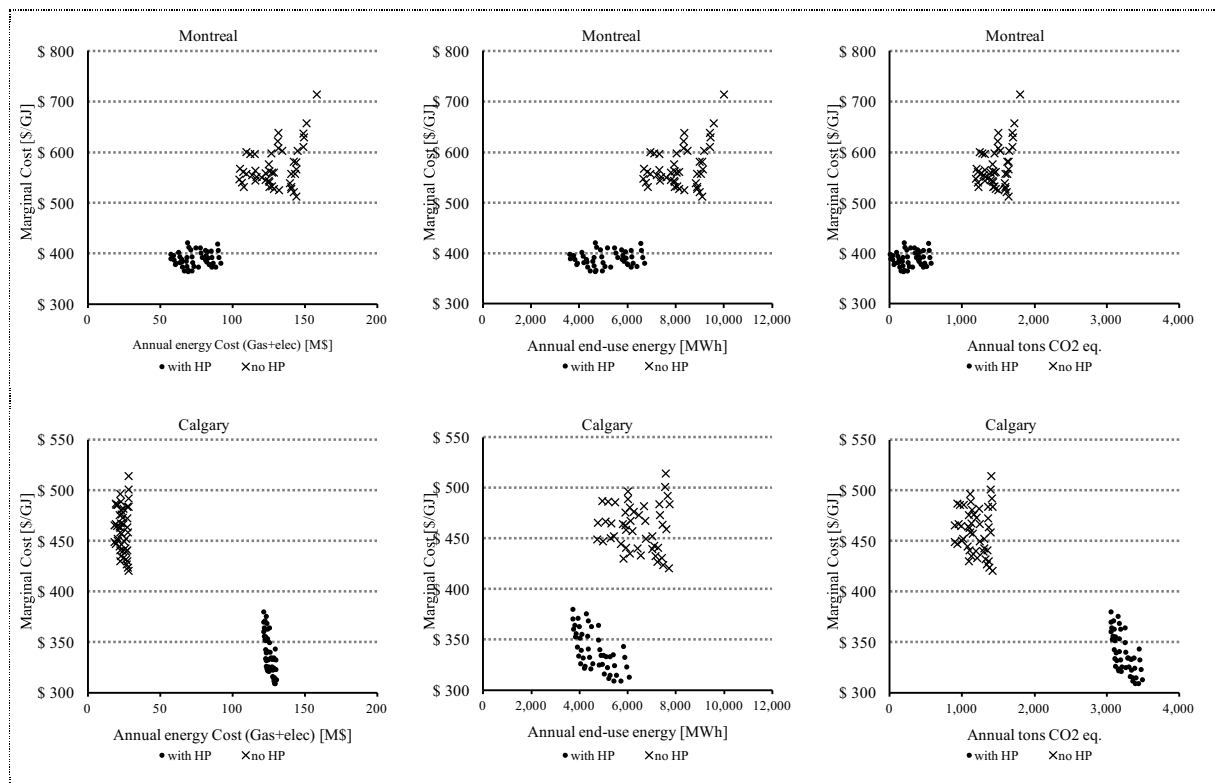 Montreal
$ 800
$ 700
$ 600
$ 500
$ 400
$ 300
Marginal Cost [$/GJ]
0 50 100 150 200
Annual energy Cost (Gas+elec) [M$]
with HP no HP
Montreal
$ 800
$ 700
$ 600
$ 500
$ 400
$ 300
Marginal Cost [$/GJ]
0 2,000 4,000 6,000 8,000 10,000 12,000
Annual end-use energy [MWh]
with HP no HP
Montreal
$ 800
$ 700
$ 600
$ 500
$ 400
$ 300
Marginal Cost [$/GJ]
0 1,000 2,000 3,000 4,000
Annual tons CO2 eq.
with HP no HP
Calgary
$ 550
$ 500
$ 450
$ 400
$ 350
$ 300
Marginal Cost [$/GJ]
0 50 100 150 200
Annual energy Cost (Gas+elec) [M$]
with HP no HP
Calgary
$ 550
$ 500
$ 450
$ 400
$ 350
$ 300
Marginal Cost [$/GJ]
0 2,000 4,000 6,000 8,000 10,000 12,000
Annual end-use energy [MWh]
with HP no HP
Calgary
$ 550
$ 500
$ 450
$ 400
$ 350
$ 300
Marginal Cost [$/GJ]
0 1,000 2,000 3,000 4,000
Annual tons CO2 eq.
with HP no HP